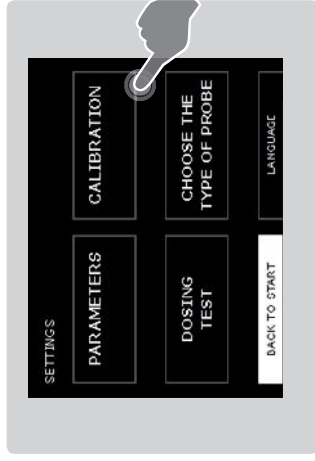 SETTINGS
PARAMETERS
CALIBRATION
DOSING
TEST
CHOOSE THE
TYPE OF PROBE
BACK TO START
LANGUAGE